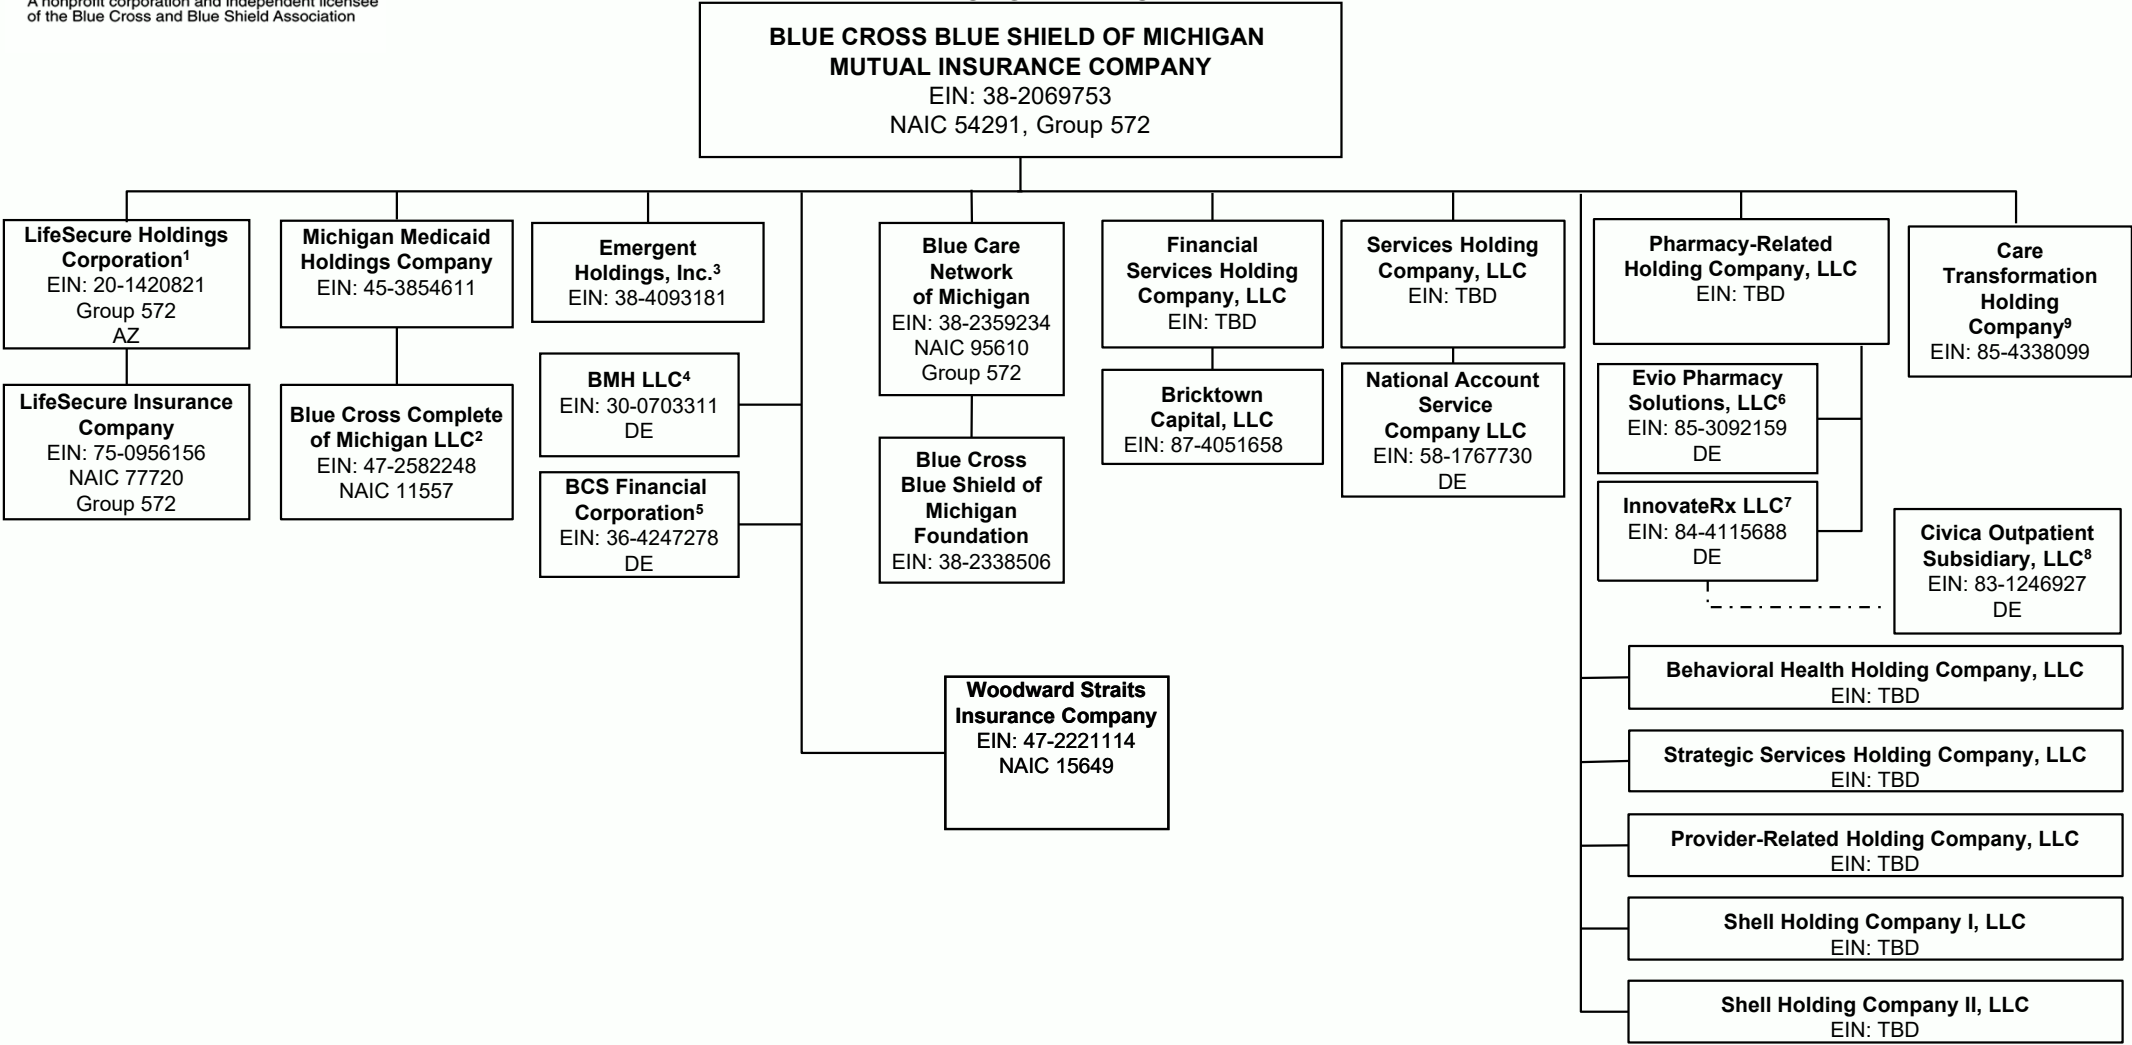 A nonprofit corporation and independent licensee
of the Blue Cross and Blue Shield Association
BLUE CROSS BLUE SHIELD OF MICHIGAN
MUTUAL INSURANCE COMPANY
EIN: 38-2069753
NAIC 54291, Group 572
LifeSecure Holdings
Corporation¹
EIN: 20-1420821
Group 572
AZ
Michigan Medicaid
Holdings Company
EIN: 45-3854611
Emergent
Holdings, Inc.³
EIN: 38-4093181
Blue Care
Network
of Michigan
EIN: 38-2359234
NAIC 95610
Group 572
Financial
Services Holding
Company, LLC
EIN: TBD
Services Holding
Company, LLC
EIN: TBD
Pharmacy-Related
Holding Company, LLC
EIN: TBD
Care
Transformation
Holding
Company⁹
EIN: 85-4338099
LifeSecure Insurance
Company
EIN: 75-0956156
NAIC 77720
Group 572
Blue Cross Complete
of Michigan LLC²
EIN: 47-2582248
NAIC 11557
BMH LLC⁴
EIN: 30-0703311
DE
BCS Financial
Corporation⁵
EIN: 36-4247278
DE
Blue Cross
Blue Shield of
Michigan
Foundation
EIN: 38-2338506
Bricktown
Capital, LLC
EIN: 87-4051658
National Account
Service
Company LLC
EIN: 58-1767730
DE
Evio Pharmacy
Solutions, LLC⁶
EIN: 85-3092159
DE
InnovateRx LLC⁷
EIN: 84-4115688
DE
Civica Outpatient
Subsidiary, LLC⁸
EIN: 83-1246927
DE
Woodward Straits
Insurance Company
EIN: 47-2221114
NAIC 15649
Behavioral Health Holding Company, LLC
EIN: TBD
Strategic Services Holding Company, LLC
EIN: TBD
Provider-Related Holding Company, LLC
EIN: TBD
Shell Holding Company I, LLC
EIN: TBD
Shell Holding Company II, LLC
EIN: TBD